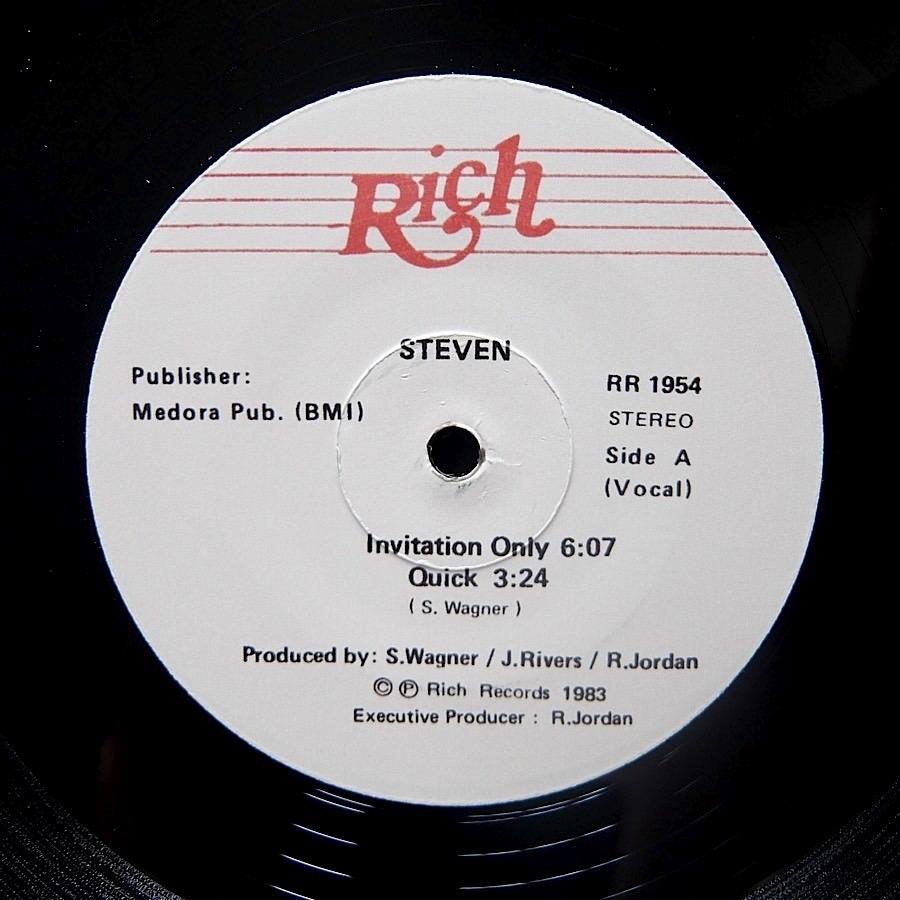 Rich
STEVEN
Publisher:
Medora Pub. (BMI)
RR 1954
STEREO
Side A
(Vocal)
Invitation Only 6:07
Quick 3:24
( S. Wagner )
Produced by: S.Wagner / J.Rivers / R.Jordan
© ℗ Rich Records 1983
Executive Producer : R.Jordan